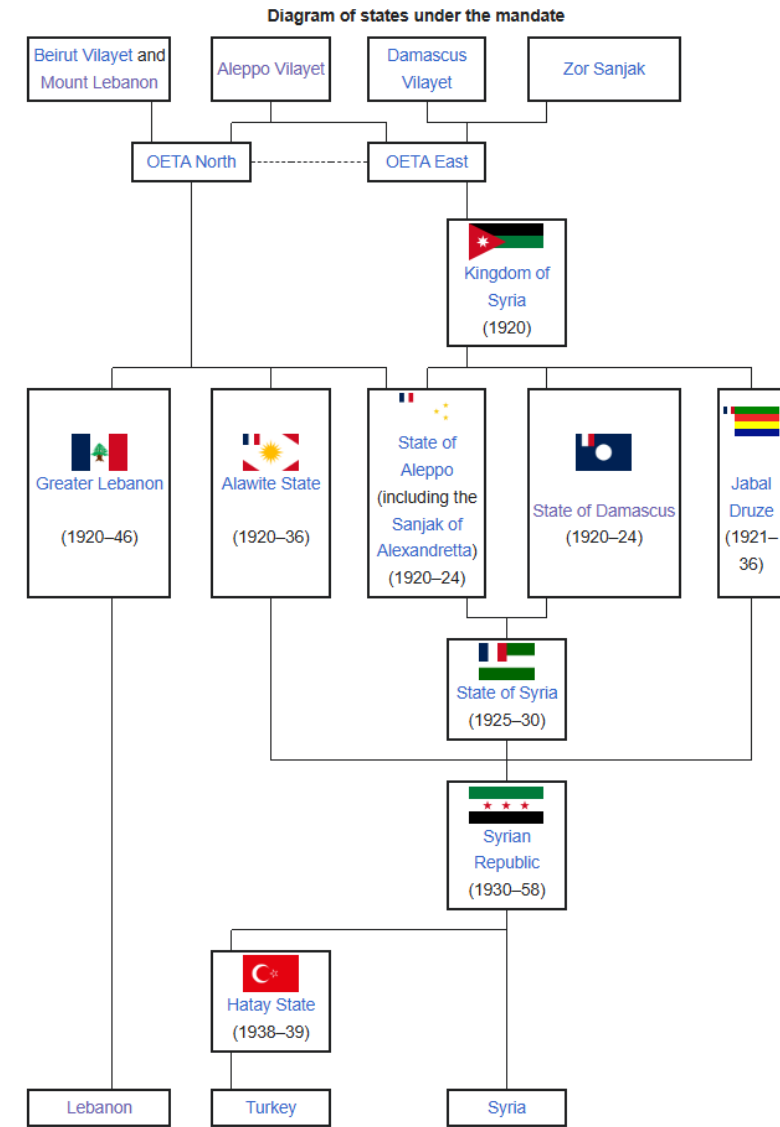 Diagram of states under the mandate
Beirut Vilayet and
Mount Lebanon
Aleppo Vilayet
Damascus
Vilayet
Zor Sanjak
OETA North
OETA East
Kingdom of
Syria
(1920)
Greater Lebanon
(1920–46)
Alawite State
(1920–36)
State of
Aleppo
(including the
Sanjak of
Alexandretta)
(1920–24)
State of Damascus
(1920–24)
Jabal
Druze
(1921–
36)
State of Syria
(1925–30)
Syrian
Republic
(1930–58)
Hatay State
(1938–39)
Lebanon
Turkey
Syria